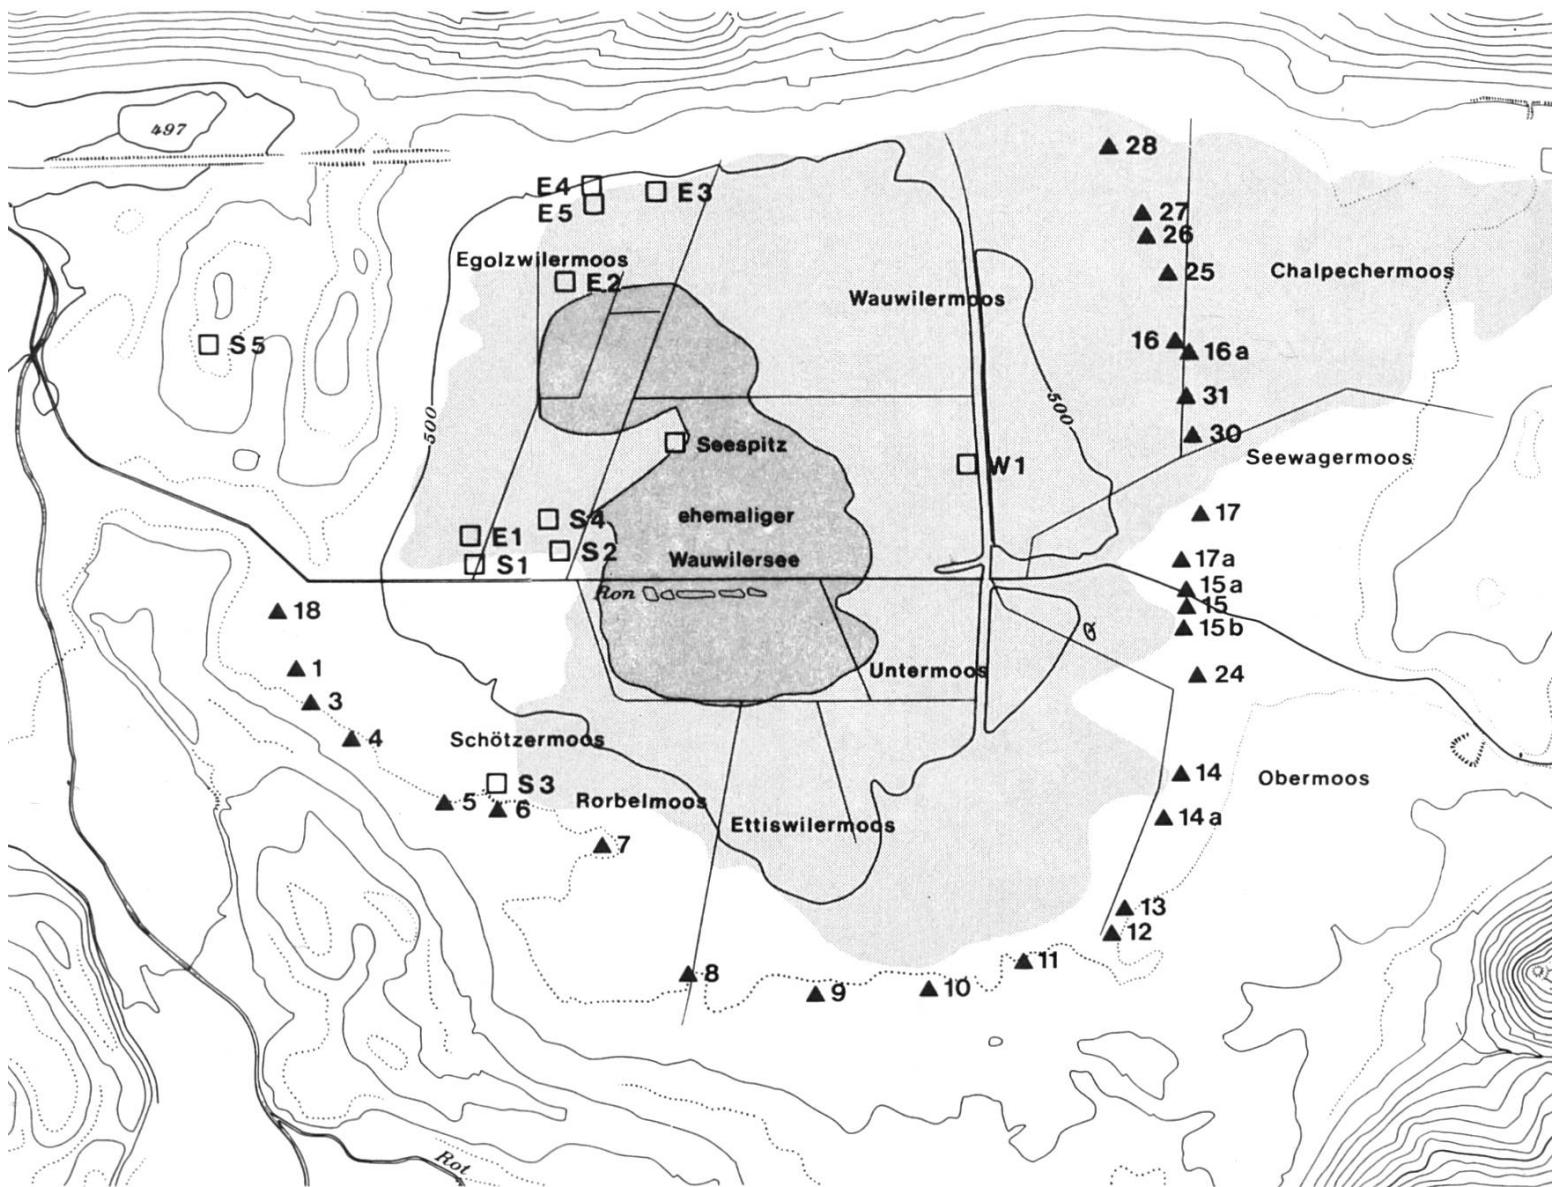 497
28
E4
E3
E5
27
26
Egolzwilermoos
25
Chalpechermoos
E2
Wauwilermoos
S5
16
16a
31
500
500
30
Seespitz
Seewagermoos
W1
17
S4
ehemaliger
E1
S2
Wauwilersee
17a
S1
15a
Ron
15
18
15b
1
Untermoos
24
3
4
Schötzermoos
14
Obermoos
S3
5
6
Rorbelmoos
Ettiswilermoos
14a
7
13
12
11
8
9
10
Rot